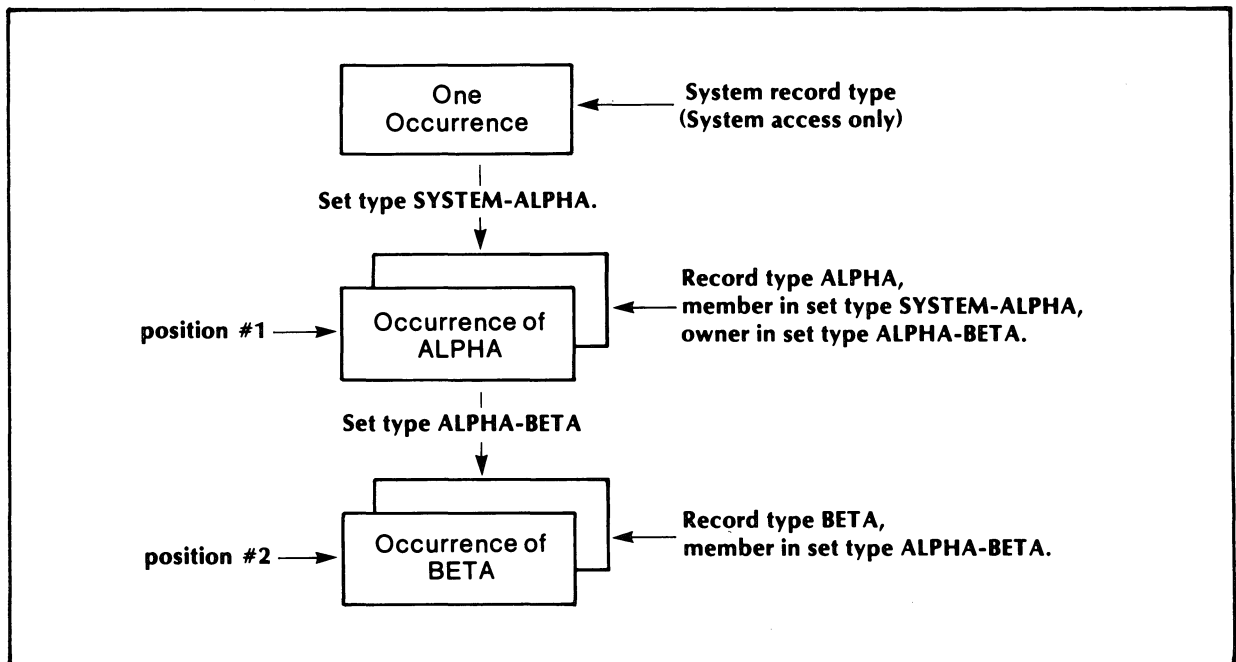 One
Occurrence
System record type
(System access only)
Set type SYSTEM-ALPHA.
position #1
Occurrence of
ALPHA
Record type ALPHA,
member in set type SYSTEM-ALPHA,
owner in set type ALPHA-BETA.
Set type ALPHA-BETA
position #2
Occurrence of
BETA
Record type BETA,
member in set type ALPHA-BETA.